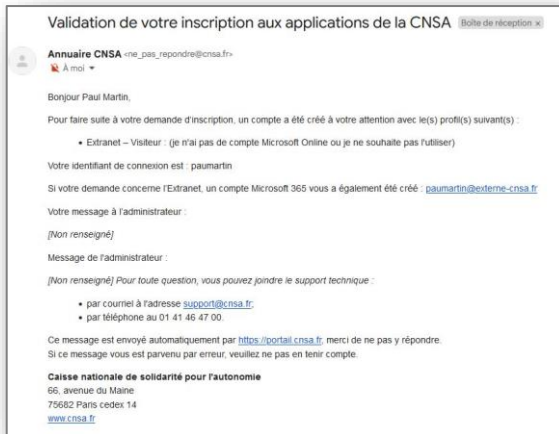 Validation de votre inscription aux applications de la CNSA Boîte de réception x
Annuaire CNSA <ne_pas_repondre@cnsa.fr>
À moi
Bonjour Paul Martin,
Pour faire suite à votre demande d'inscription, un compte a été créé à votre attention avec le(s) profil(s) suivant(s) :
• Extranet – Visiteur : (je n'ai pas de compte Microsoft Online ou je ne souhaite pas l'utiliser)
Votre identifiant de connexion est : paumartin
Si votre demande concerne l'Extranet, un compte Microsoft 365 vous a également été créé : paumartin@externe-cnsa.fr
Votre message à l'administrateur :
[Non renseigné]
Message de l'administrateur :
[Non renseigné] Pour toute question, vous pouvez joindre le support technique :
• par courriel à l'adresse support@cnsa.fr;
• par téléphone au 01 41 46 47 00.
Ce message est envoyé automatiquement par https://portail.cnsa.fr, merci de ne pas y répondre.
Si ce message vous est parvenu par erreur, veuillez ne pas en tenir compte.
Caisse nationale de solidarité pour l'autonomie
66, avenue du Maine
75682 Paris cedex 14
www.cnsa.fr